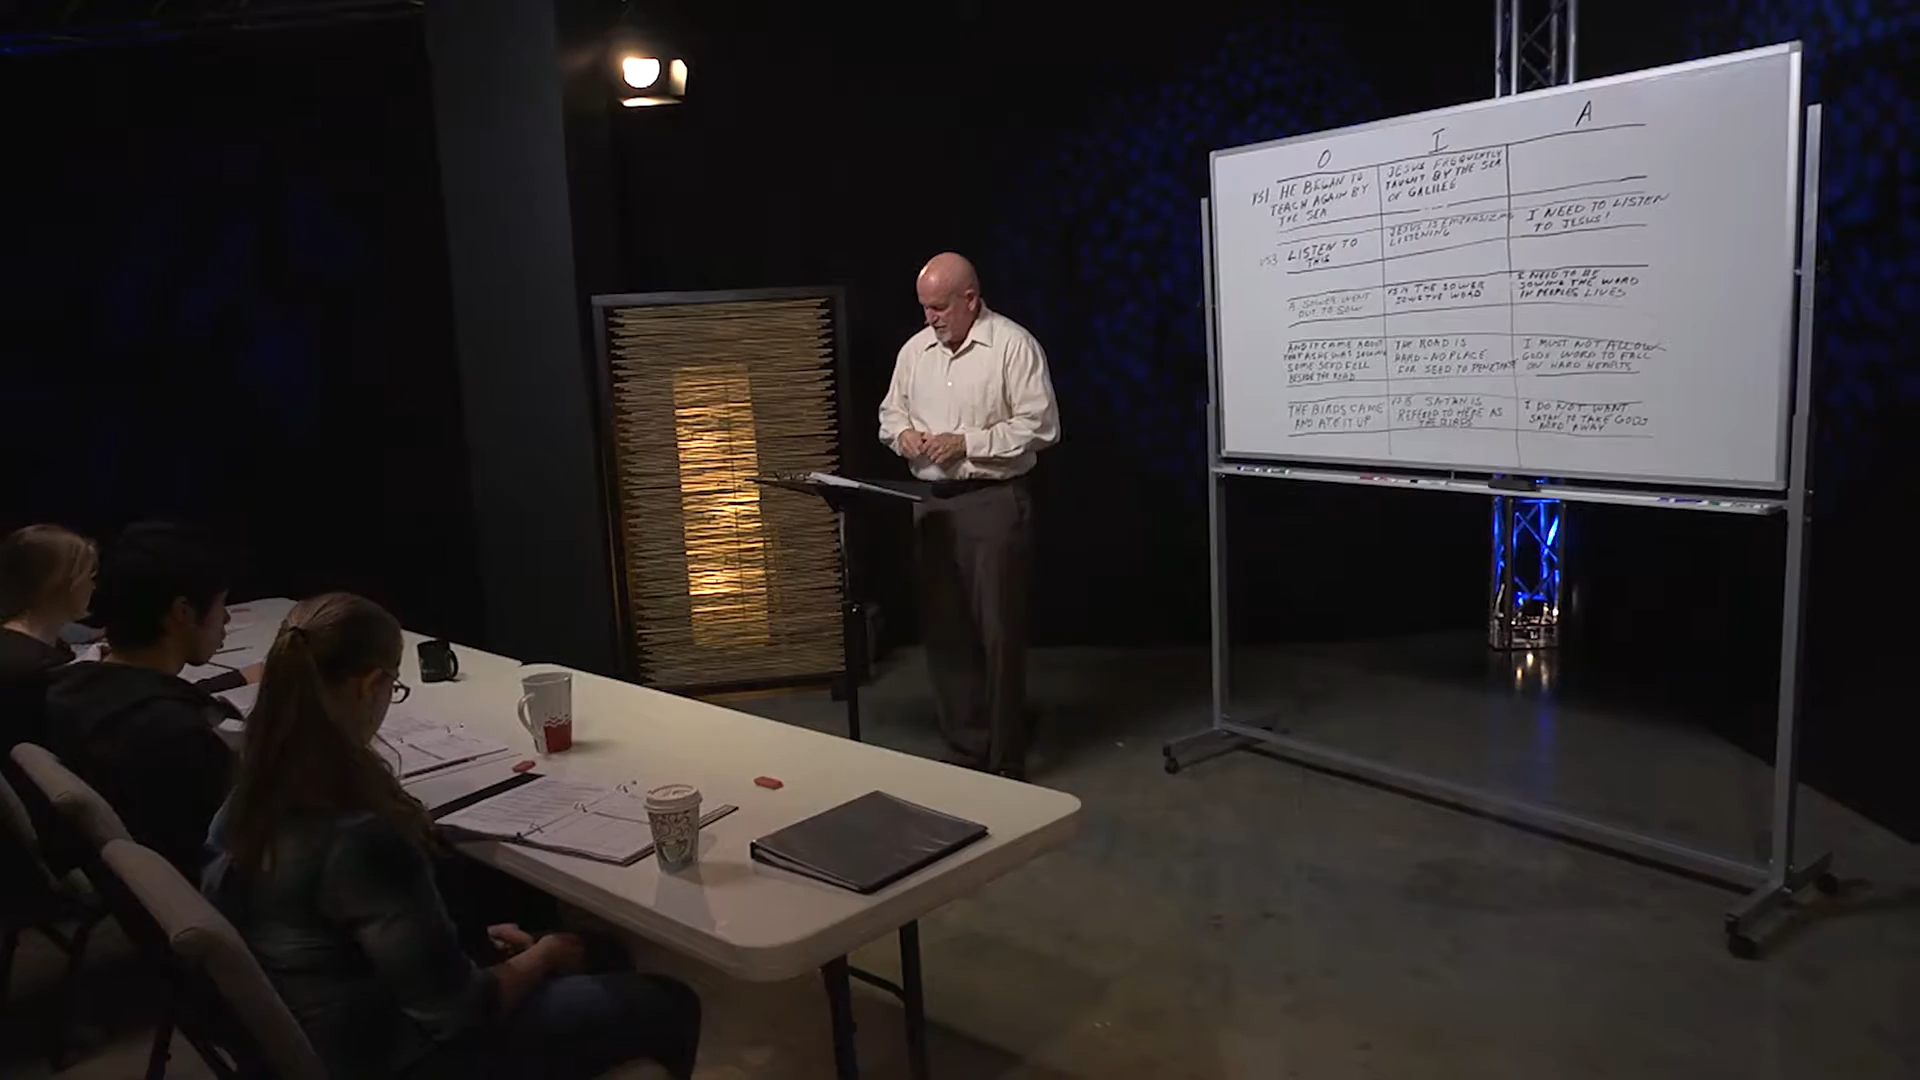 O I A
VS1 HE BEGAN TO
TEACH AGAIN BY
THE SEA
JESUS FREQUENTLY
TAUGHT BY THE SEA
OF GALILEE
VS3 LISTEN TO
THIS
JESUS IS EMPHASIZING
LISTENING
I NEED TO LISTEN
TO JESUS!
A SOWER WENT
OUT TO SOW
VS14 THE SOWER
SOWS THE WORD
I NEED TO BE
SOWING THE WORD
IN PEOPLES LIVES
AND IT CAME ABOUT
THAT AS HE WAS SOWING
SOME SEED FELL
BESIDE THE ROAD
THE ROAD IS
HARD-NO PLACE
FOR SEED TO PENETRATE
I MUST NOT ALLOW
GODS WORD TO FALL
ON HARD HEARTS
THE BIRDS CAME
AND ATE IT UP
SATAN IS
REFERED TO HERE AS
THE BIRDS
I DO NOT WANT
SATAN TO TAKE GODS
WORD AWAY